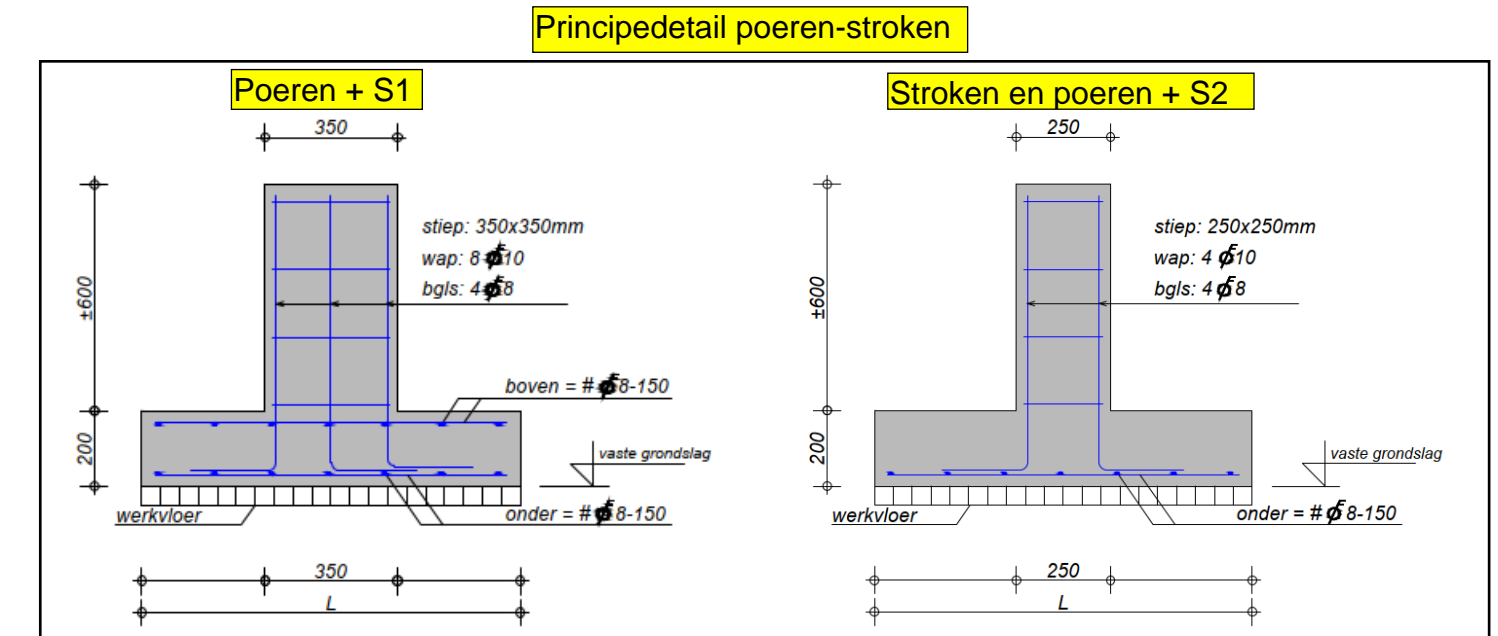 Principedetail poeren-stroken
Poeren + S1
350
±600
200
stiep: 350x350mm
wap: 8 ϕ10
bgls: 4 ϕ8
boven = # ϕ8-150
vaste grondslag
werkvloer
onder = # ϕ8-150
350
L
Stroken en poeren + S2
250
±600
200
stiep: 250x250mm
wap: 4 ϕ10
bgls: 4 ϕ8
vaste grondslag
werkvloer
onder = # ϕ8-150
250
L